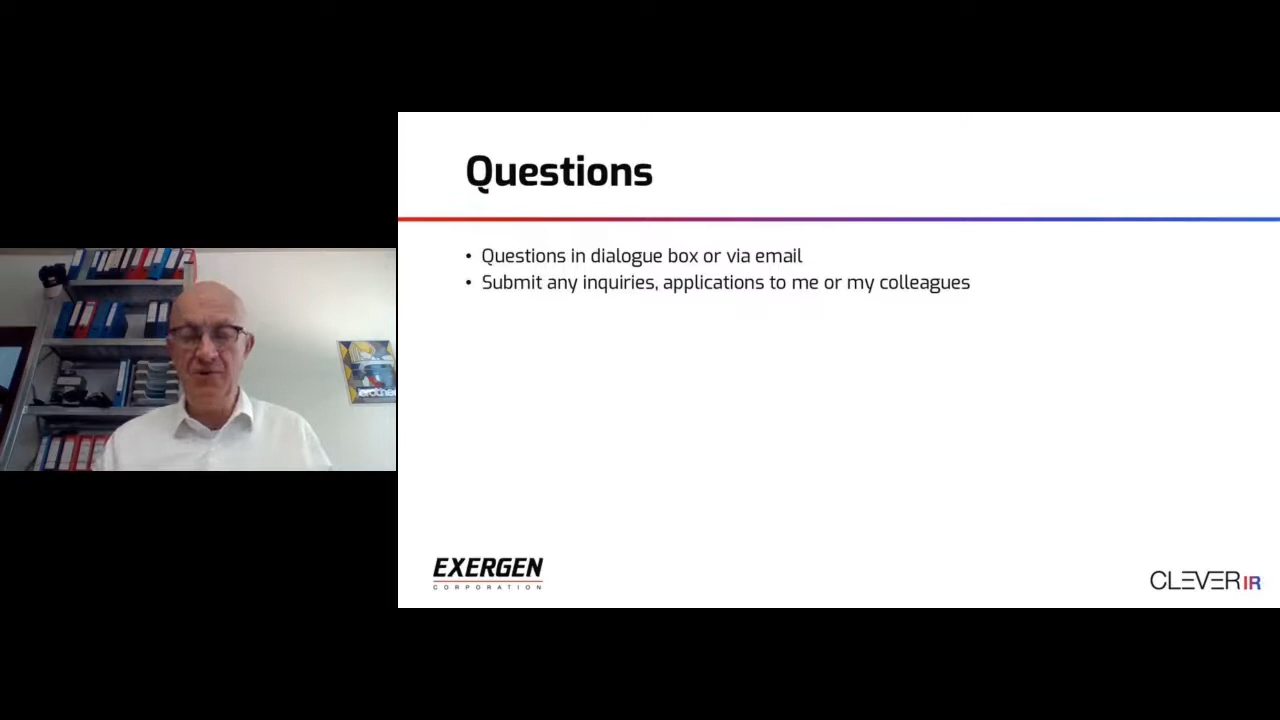 Questions
• Questions in dialogue box or via email
• Submit any inquiries, applications to me or my colleagues
EXERGEN
CORPORATION
CLEVER IR